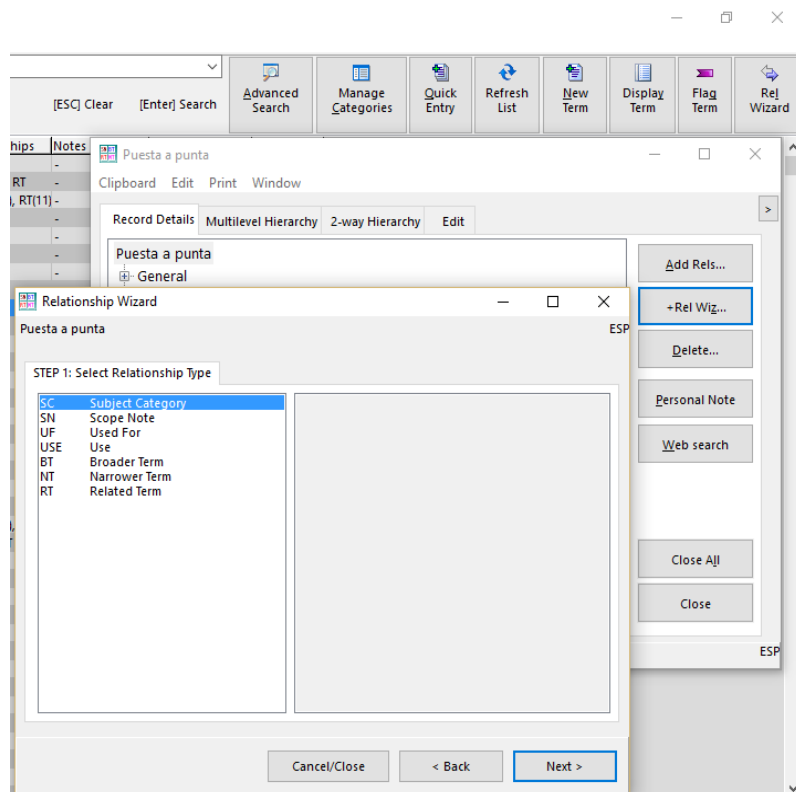 [ESC] Clear [Enter] Search
Advanced Search
Manage Categories
Quick Entry
Refresh List
New Term
Display Term
Flag Term
Rel Wizard
hips Notes
-
RT -
), RT(11) -
-
-
-
-
Puesta a punta
Clipboard Edit Print Window
>
Record Details Multilevel Hierarchy 2-way Hierarchy Edit
Puesta a punta
General
Add Rels...
+Rel Wiz...
Delete...
Personal Note
Web search
Close All
Close
ESP
Relationship Wizard
Puesta a punta ESP
STEP 1: Select Relationship Type
SC Subject Category
SN Scope Note
UF Used For
USE Use
BT Broader Term
NT Narrower Term
RT Related Term
Cancel/Close < Back Next >